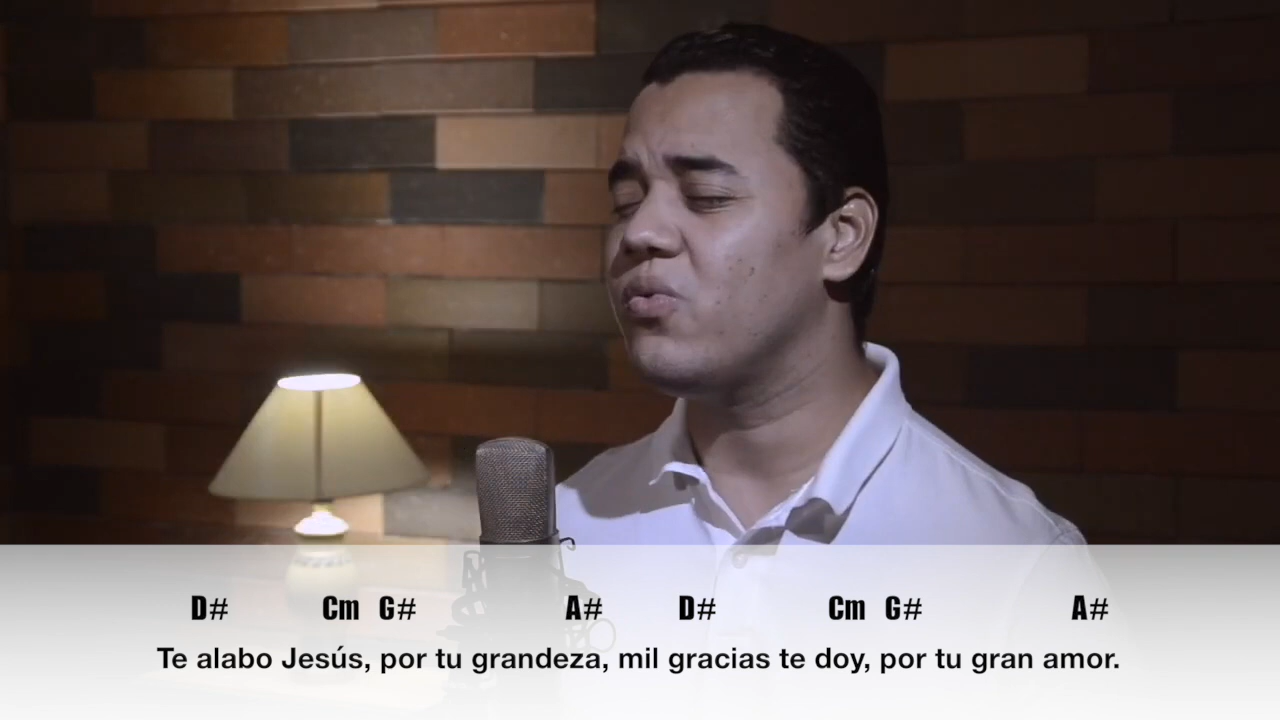 D# Cm G# A# D# Cm G# A#
Te alabo Jesús, por tu grandeza, mil gracias te doy, por tu gran amor.